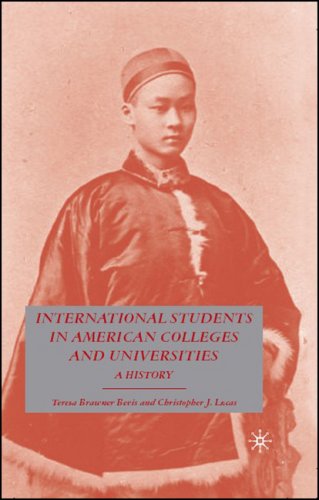 INTERNATIONAL STUDENTS
IN AMERICAN COLLEGES
AND UNIVERSITIES
A HISTORY
Teresa Brawner Bevis and Christopher J. Lucas